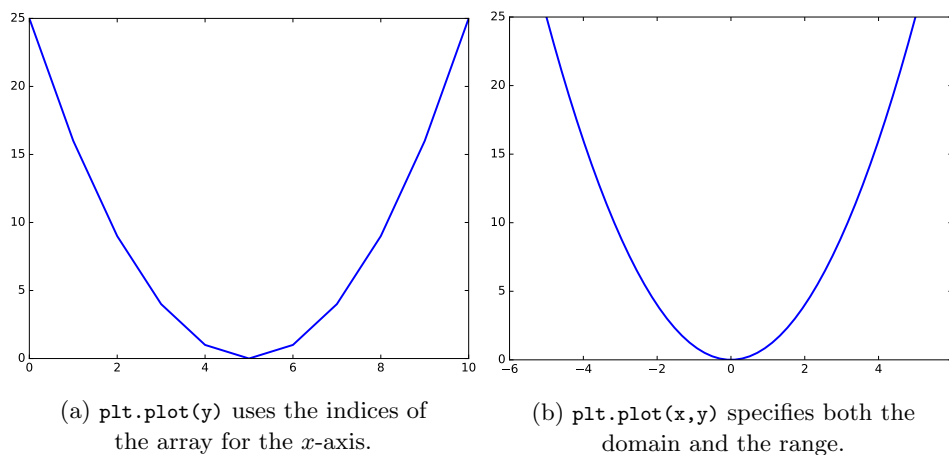 25
20
15
10
5
0
0 2 4 6 8 10
(a) plt.plot(y) uses the indices of
the array for the x-axis.
25
20
15
10
5
0
−6 −4 −2 0 2 4
(b) plt.plot(x,y) specifies both the
domain and the range.